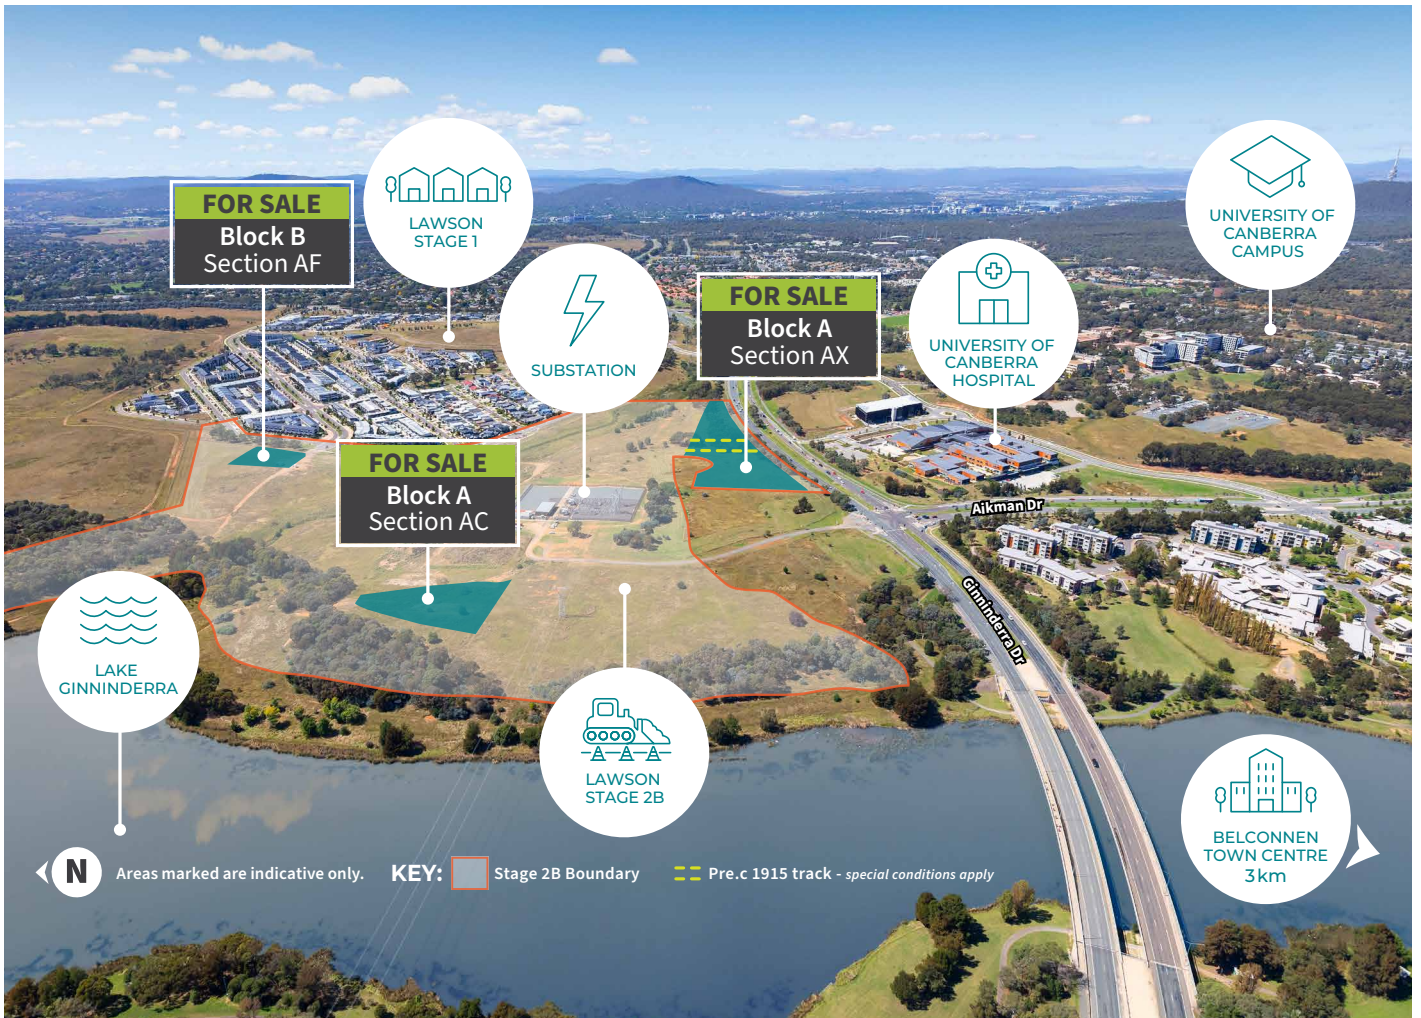 FOR SALE
Block B
Section AF
LAWSON
STAGE 1
SUBSTATION
FOR SALE
Block A
Section AX
UNIVERSITY OF
CANBERRA
HOSPITAL
UNIVERSITY OF
CANBERRA
CAMPUS
FOR SALE
Block A
Section AC
Aikman Dr
Ginninderra Dr
LAKE
GINNINDERRA
LAWSON
STAGE 2B
BELCONNEN
TOWN CENTRE
3km
N
Areas marked are indicative only.
KEY:
Stage 2B Boundary
Pre.c 1915 track - special conditions apply